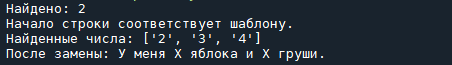 Найдено: 2
Начало строки соответствует шаблону.
Найденные числа: ['2', '3', '4']
После замены: У меня X яблока и X груши.